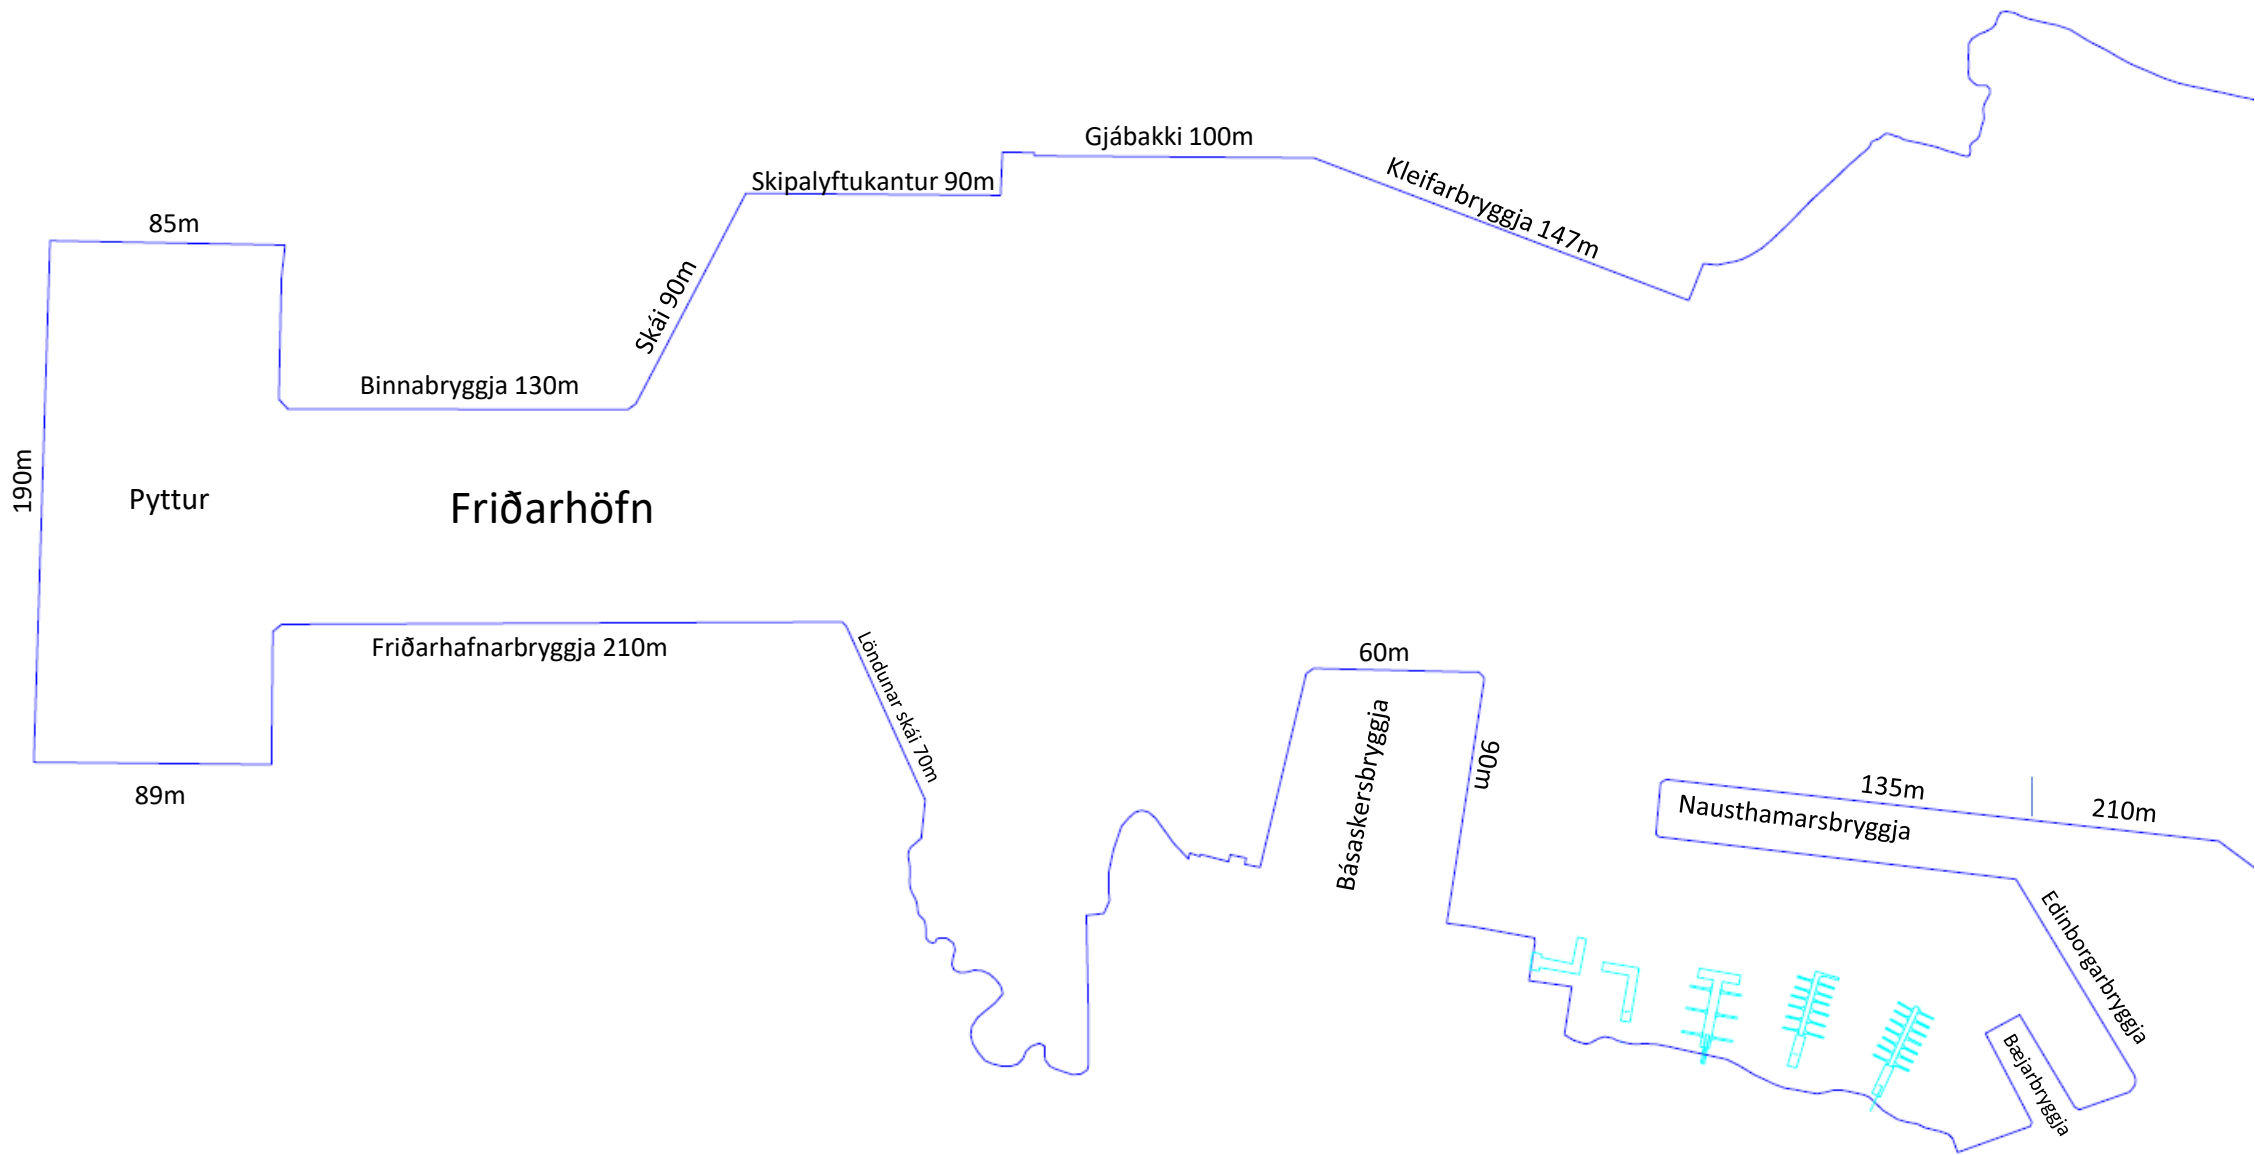 Gjábakki 100m
Skipalyftukantur 90m
Kleifarbryggja 147m
85m
Skái 90m
Binnabryggja 130m
190m
Pyttur
Friðarhöfn
Friðarhafnarbryggja 210m
Löndunar skái 70m
89m
60m
Básaskersbryggja
90m
135m
210m
Nausthamarsbryggja
Edinborgarbryggja
Bæjarbryggja